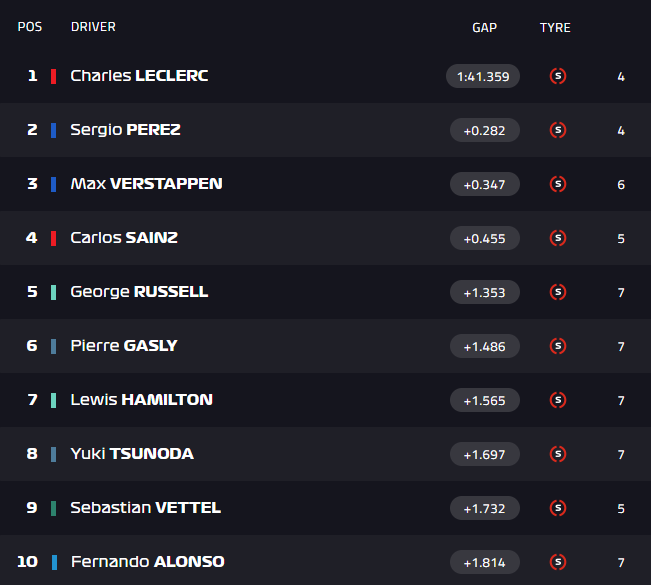 POS DRIVER GAP TYRE
1 Charles LECLERC 1:41.359 S 4
2 Sergio PEREZ +0.282 S 4
3 Max VERSTAPPEN +0.347 S 6
4 Carlos SAINZ +0.455 S 5
5 George RUSSELL +1.353 S 7
6 Pierre GASLY +1.486 S 7
7 Lewis HAMILTON +1.565 S 7
8 Yuki TSUNODA +1.697 S 7
9 Sebastian VETTEL +1.732 S 5
10 Fernando ALONSO +1.814 S 7